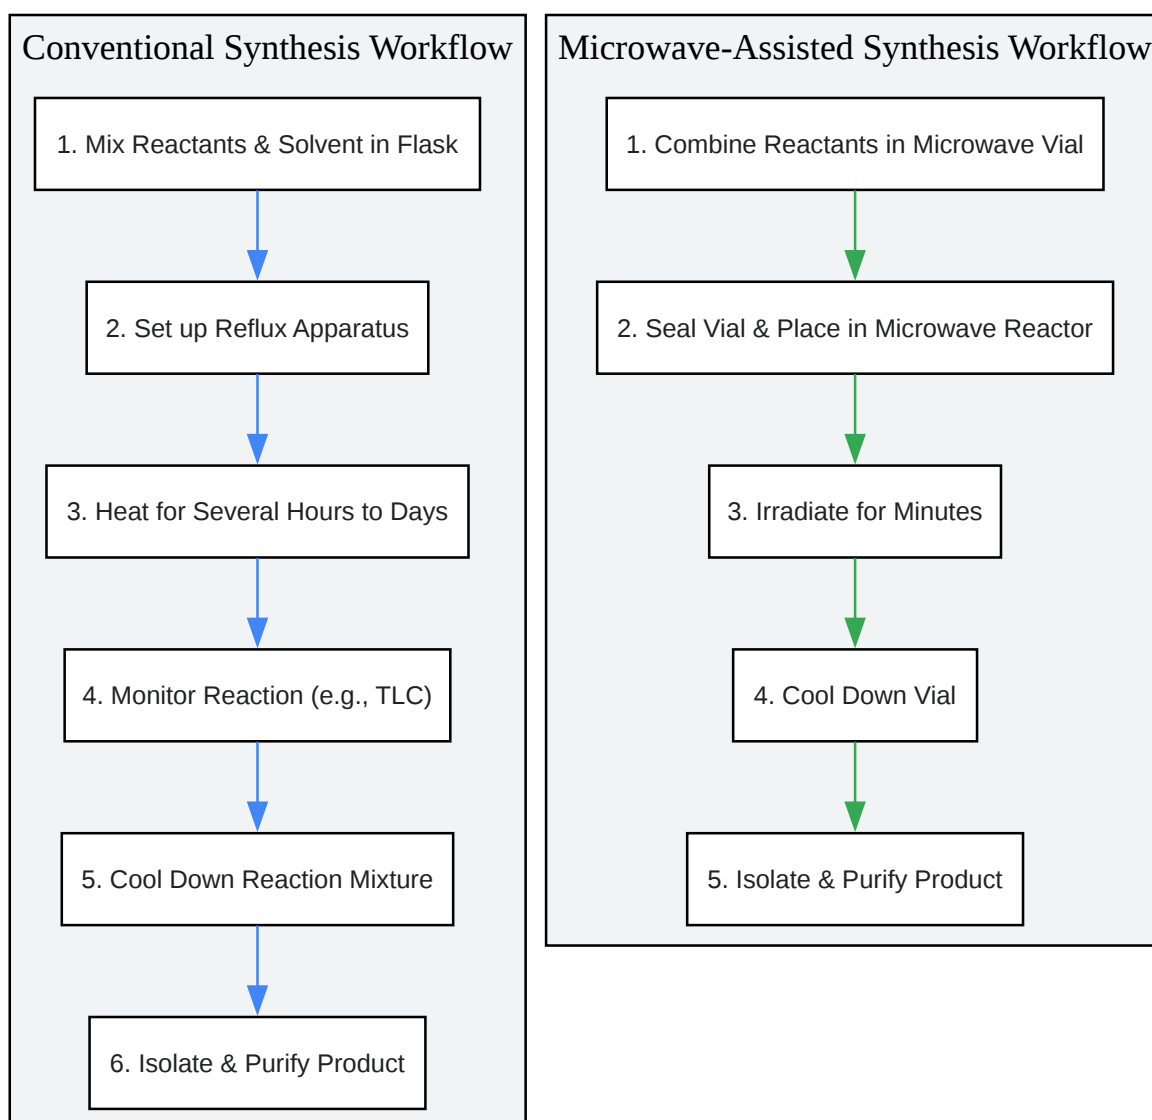 Conventional Synthesis Workflow
1. Mix Reactants & Solvent in Flask
2. Set up Reflux Apparatus
3. Heat for Several Hours to Days
4. Monitor Reaction (e.g., TLC)
5. Cool Down Reaction Mixture
6. Isolate & Purify Product
Microwave-Assisted Synthesis Workflow
1. Combine Reactants in Microwave Vial
2. Seal Vial & Place in Microwave Reactor
3. Irradiate for Minutes
4. Cool Down Vial
5. Isolate & Purify Product